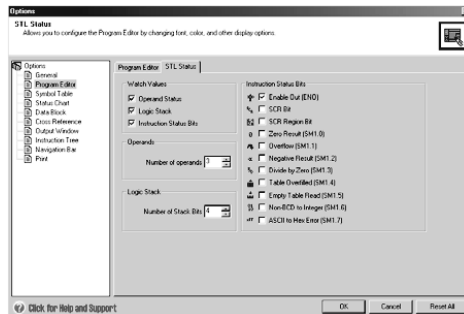 Options
STL Status
Allows you to configure the Program Editor by changing font, color, and other display options.
Options
General
Program Editor
Symbol Table
Status Chart
Data Block
Cross Reference
Output Window
Instruction Tree
Navigation Bar
Print
Program Editor STL Status
Watch Values
Operand Status
Logic Stack
Instruction Status Bits
Operands
Number of operands 3
Logic Stack
Number of Stack Bits 4
Instruction Status Bits
Enable Out (ENO)
SCR Bit
SCR Region Bit
Zero Result (SM1.0)
Overflow (SM1.1)
Negative Result (SM1.2)
Divide by Zero (SM1.3)
Table Overfilled (SM1.4)
Empty Table Read (SM1.5)
Non-BCD to Integer (SM1.6)
ASCII to Hex Error (SM1.7)
Click for Help and Support
OK Cancel Reset All